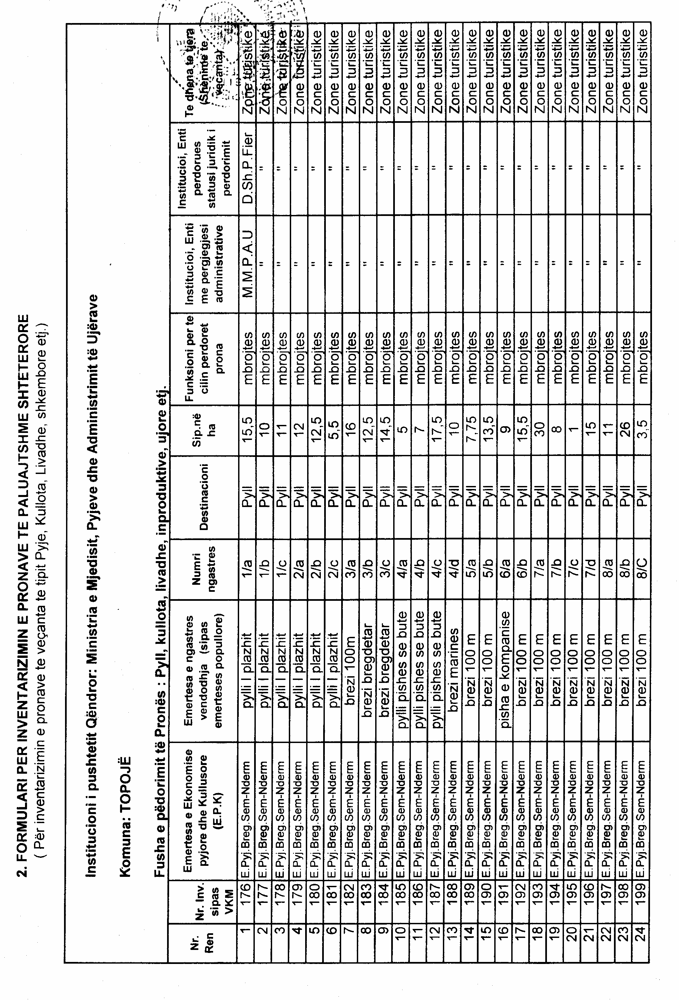 2. FORMULARI PER INVENTARIZIMIN E PRONAVE TE PALUAJTSHME SHTETERORE
( Për inventarizimin e pronave te veçanta te tipit Pyje, Kullota, Livadhe, shkembore etj.)
Institucioni i pushtetit Qëndror: Ministria e Mjedisit, Pyjeve dhe Administrimit të Ujërave
Komuna: TOPOJË
Fusha e pëdorimit të Pronës : Pyll, kullota, livadhe, inproduktive, ujore etj.
Nr. Ren | Nr. Inv. sipas VKM | Emertesa e Ekonomise pyjore dhe Kullusore (E.P.K) | Emertesa e ngastres vendodhja (sipas emerteses popullore) | Numri ngastres | Destinacioni | Sip.në ha | Funksioni per te cilin perdoret prona | Institucioi, Enti me pergjegjesi administrative | Institucioi, Enti perdorues statusi juridik i perdorimit | Te dhena te tjera (Shenime te vecanta)
1 176 E.Pyj.Breg.Sem-Nderm pylli I plazhit 1/a Pyll 15,5 mbrojtes M.M.P.A.U D.Sh.P.Fier Zone turistike
2 177 E.Pyj.Breg.Sem-Nderm pylli I plazhit 1/b Pyll 10 mbrojtes " " Zone turistike
3 178 E.Pyj.Breg.Sem-Nderm pylli I plazhit 1/c Pyll 11 mbrojtes " " Zone turistike
4 179 E.Pyj.Breg.Sem-Nderm pylli I plazhit 2/a Pyll 12 mbrojtes " " Zone turistike
5 180 E.Pyj.Breg.Sem-Nderm pylli I plazhit 2/b Pyll 12,5 mbrojtes " " Zone turistike
6 181 E.Pyj.Breg.Sem-Nderm pylli I plazhit 2/c Pyll 5,5 mbrojtes " " Zone turistike
7 182 E.Pyj.Breg.Sem-Nderm brezi 100m 3/a Pyll 16 mbrojtes " " Zone turistike
8 183 E.Pyj.Breg.Sem-Nderm brezi bregdetar 3/b Pyll 12,5 mbrojtes " " Zone turistike
9 184 E.Pyj.Breg.Sem-Nderm brezi bregdetar 3/c Pyll 14,5 mbrojtes " " Zone turistike
10 185 E.Pyj.Breg.Sem-Nderm pylli pishes se bute 4/a Pyll 5 mbrojtes " " Zone turistike
11 186 E.Pyj.Breg.Sem-Nderm pylli pishes se bute 4/b Pyll 7 mbrojtes " " Zone turistike
12 187 E.Pyj.Breg.Sem-Nderm pylli pishes se bute 4/c Pyll 17,5 mbrojtes " " Zone turistike
13 188 E.Pyj.Breg.Sem-Nderm brezi marines 4/d Pyll 10 mbrojtes " " Zone turistike
14 189 E.Pyj.Breg.Sem-Nderm brezi 100 m 5/a Pyll 7,75 mbrojtes " " Zone turistike
15 190 E.Pyj.Breg.Sem-Nderm brezi 100 m 5/b Pyll 13,5 mbrojtes " " Zone turistike
16 191 E.Pyj.Breg.Sem-Nderm pisha e kompanise 6/a Pyll 9 mbrojtes " " Zone turistike
17 192 E.Pyj.Breg.Sem-Nderm brezi 100 m 6/b Pyll 15,5 mbrojtes " " Zone turistike
18 193 E.Pyj.Breg.Sem-Nderm brezi 100 m 7/a Pyll 30 mbrojtes " " Zone turistike
19 194 E.Pyj.Breg.Sem-Nderm brezi 100 m 7/b Pyll 8 mbrojtes " " Zone turistike
20 195 E.Pyj.Breg.Sem-Nderm brezi 100 m 7/c Pyll 1 mbrojtes " " Zone turistike
21 196 E.Pyj.Breg.Sem-Nderm brezi 100 m 7/d Pyll 15 mbrojtes " " Zone turistike
22 197 E.Pyj.Breg.Sem-Nderm brezi 100 m 8/a Pyll 11 mbrojtes " " Zone turistike
23 198 E.Pyj.Breg.Sem-Nderm brezi 100 m 8/b Pyll 26 mbrojtes " " Zone turistike
24 199 E.Pyj.Breg.Sem-Nderm brezi 100 m 8/C Pyll 3,5 mbrojtes " " Zone turistike